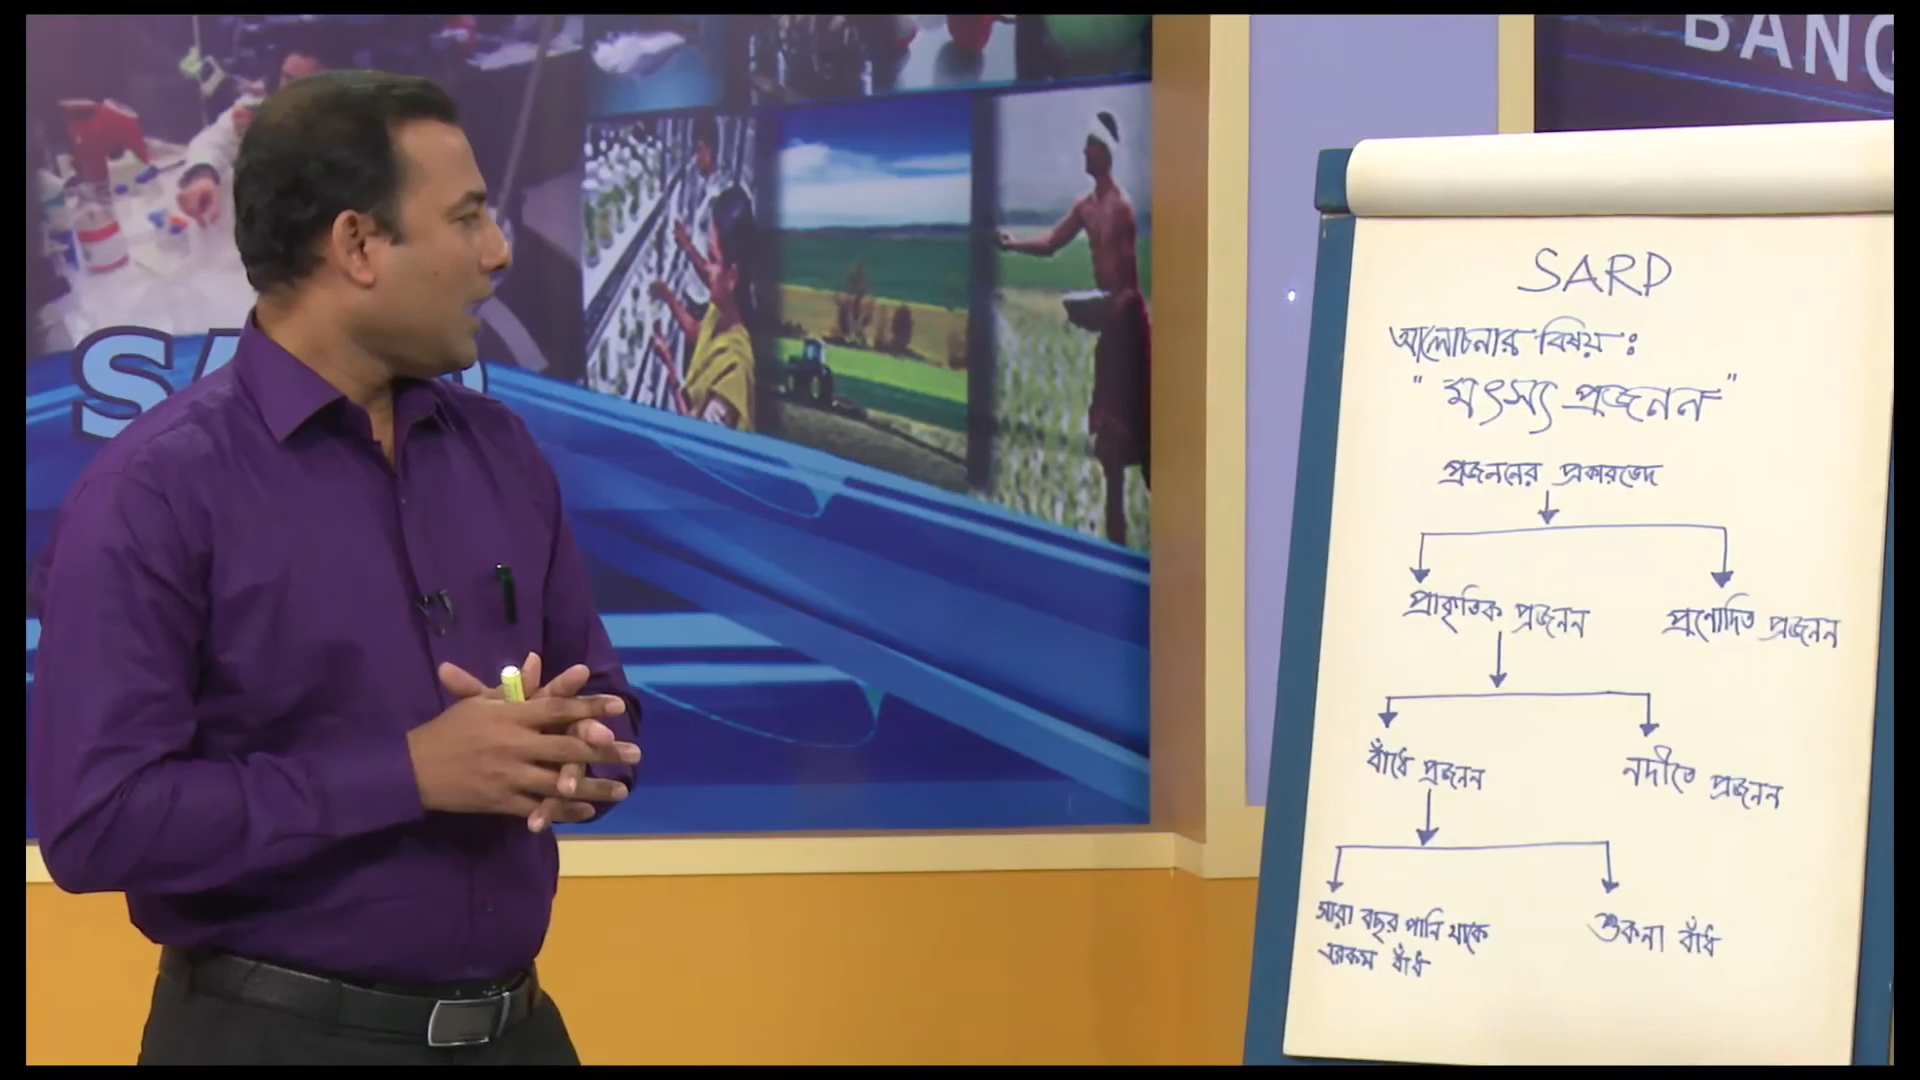 BANG
SARD
আলোচনার বিষয় :
"মৎস্য প্রজনন"
প্রজননের প্রকারভেদ
প্রাকৃতিক প্রজনন
প্রণোদিত প্রজনন
বাঁধে প্রজনন
নদীতে প্রজনন
সারা বছর পানি থাকে
এরকম বাঁধ
শুকনা বাঁধ